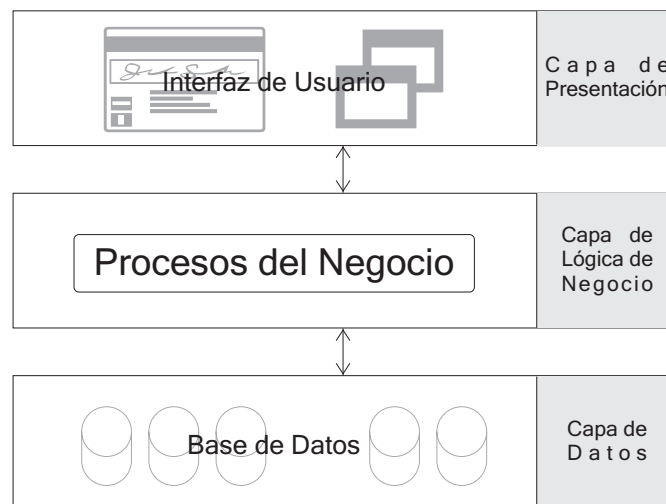 Interfaz de Usuario
Capa de
Presentación
Procesos del Negocio
Capa de
Lógica de
Negocio
Base de Datos
Capa de
Datos